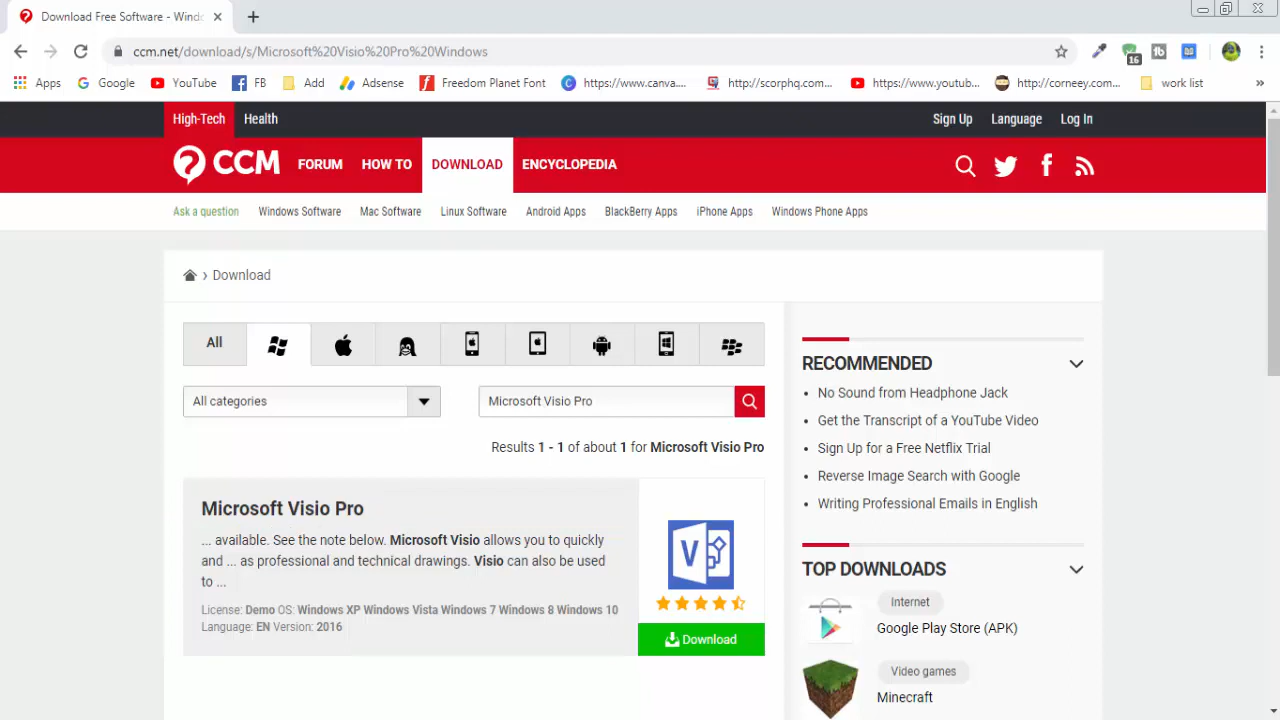 Download Free Software - Windo
ccm.net/download/s/Microsoft%20Visio%20Pro%20Windows
16
Apps Google YouTube FB Add Adsense Freedom Planet Font https://www.canva.... http://scorphq.com... https://www.youtub... http://corneey.com... work list »
High-Tech Health Sign Up Language Log In
CCM FORUM HOW TO DOWNLOAD ENCYCLOPEDIA
Ask a question Windows Software Mac Software Linux Software Android Apps BlackBerry Apps iPhone Apps Windows Phone Apps
› Download
All
All categories Microsoft Visio Pro
Results 1 - 1 of about 1 for Microsoft Visio Pro
Microsoft Visio Pro
... available. See the note below. Microsoft Visio allows you to quickly
and ... as professional and technical drawings. Visio can also be used
to ...
License: Demo OS: Windows XP Windows Vista Windows 7 Windows 8 Windows 10
Language: EN Version: 2016
V
Download
RECOMMENDED
• No Sound from Headphone Jack
• Get the Transcript of a YouTube Video
• Sign Up for a Free Netflix Trial
• Reverse Image Search with Google
• Writing Professional Emails in English
TOP DOWNLOADS
Internet
Google Play Store (APK)
Video games
Minecraft